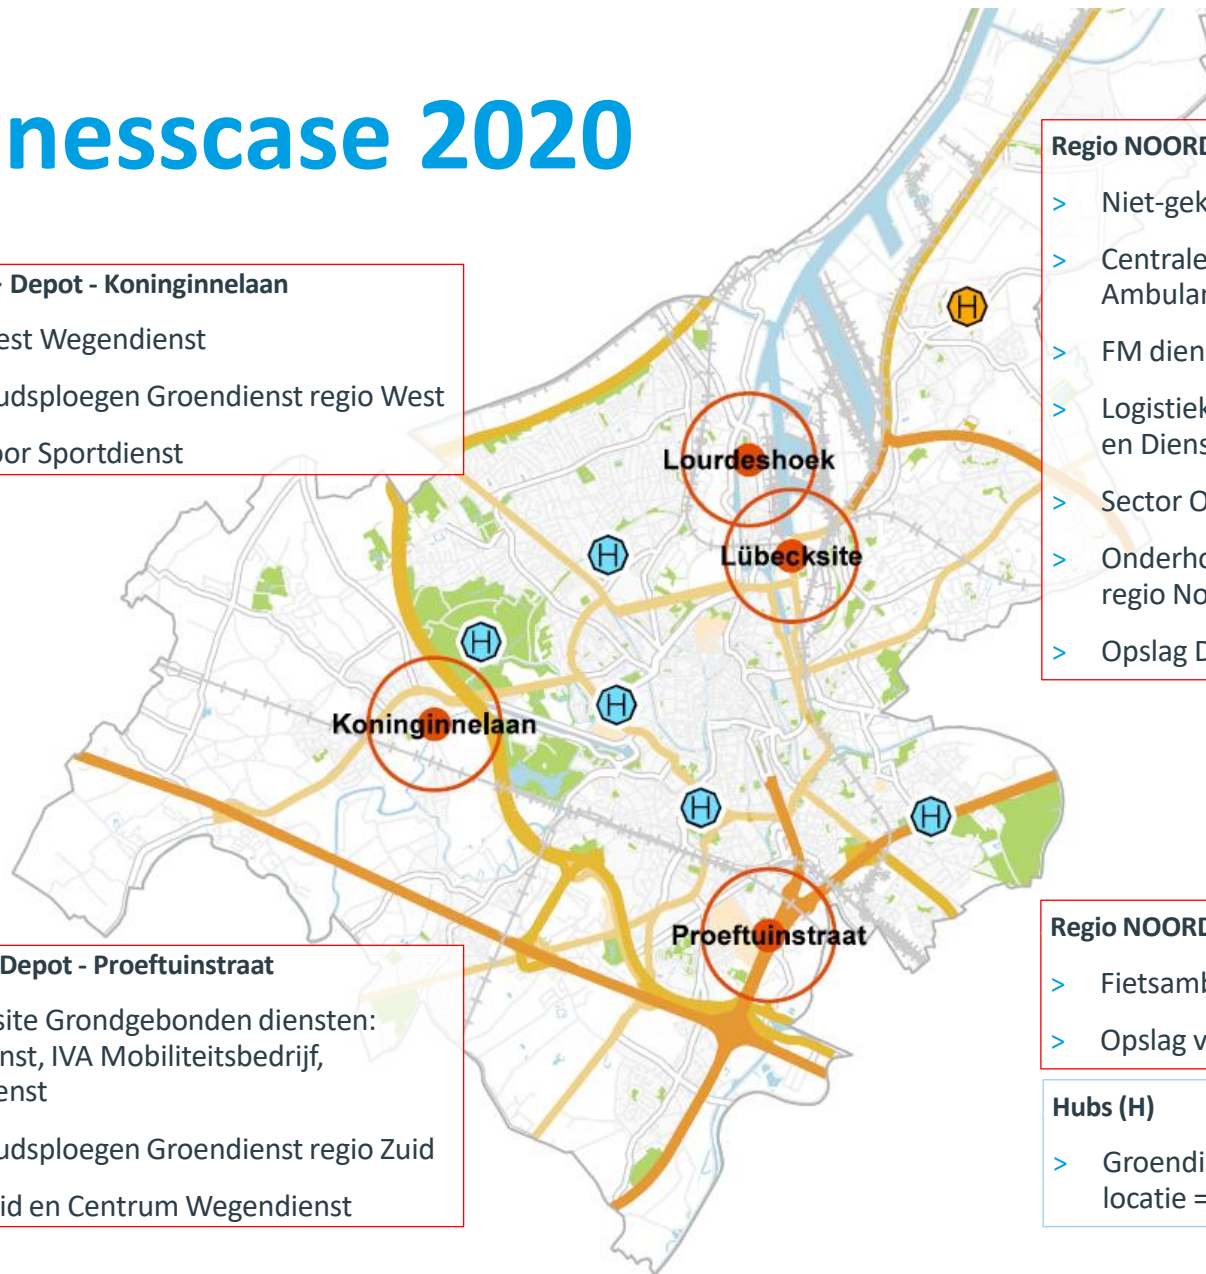 nesscase 2020
Depot - Koninginnelaan
est Wegendienst
udsploegen Groendienst regio West
oor Sportdienst
Regio NOORD
> Niet-gek
> Centrale
Ambulan
> FM dien
> Logistiek
en Diens
> Sector O
> Onderho
regio No
> Opslag D
H
Lourdeshoek
Lübecksite
H
H
Koninginnelaan
H
H
H
Proeftuinstraat
Depot - Proeftuinstraat
site Grondgebonden diensten:
nst, IVA Mobiliteitsbedrijf,
enst
udsploegen Groendienst regio Zuid
id en Centrum Wegendienst
Regio NOORD
> Fietsamb
> Opslag v
Hubs (H)
> Groendi
locatie =